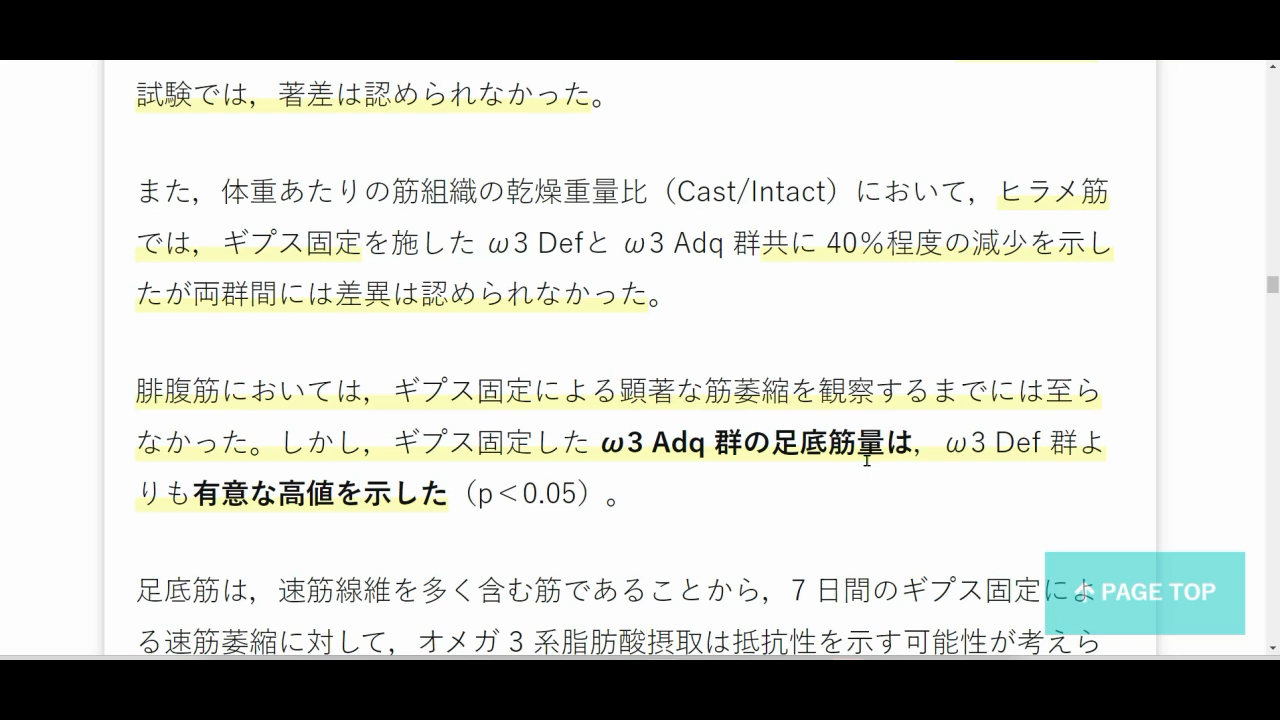 試験では，著差は認められなかった。
また，体重あたりの筋組織の乾燥重量比（Cast/Intact）において，ヒラメ筋
では，ギプス固定を施した ω3 Defと ω3 Adq 群共に 40％程度の減少を示し
たが両群間には差異は認められなかった。
腓腹筋においては，ギプス固定による顕著な筋萎縮を観察するまでには至ら
なかった。しかし，ギプス固定した ω3 Adq 群の足底筋量は， ω3 Def 群よ
りも有意な高値を示した（p＜0.05）。
足底筋は，速筋線維を多く含む筋であることから，7 日間のギプス固定によ
る速筋萎縮に対して，オメガ 3 系脂肪酸摂取は抵抗性を示す可能性が考えら
PAGE TOP